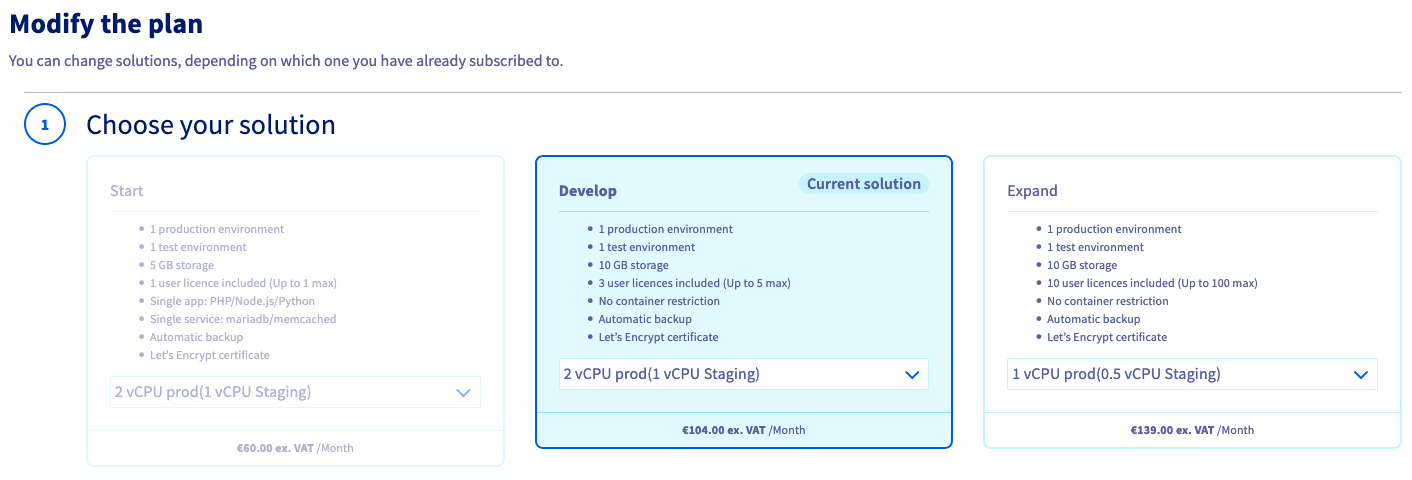 Modify the plan
You can change solutions, depending on which one you have already subscribed to.
1
Choose your solution
Start
1 production environment
1 test environment
5 GB storage
1 user licence included (Up to 1 max)
Single app: PHP/Node.js/Python
Single service: mariadb/memcached
Automatic backup
Let's Encrypt certificate
2 vCPU prod(1 vCPU Staging)
€60.00 ex. VAT /Month
Develop
Current solution
1 production environment
1 test environment
10 GB storage
3 user licences included (Up to 5 max)
No container restriction
Automatic backup
Let's Encrypt certificate
2 vCPU prod(1 vCPU Staging)
€104.00 ex. VAT /Month
Expand
1 production environment
1 test environment
10 GB storage
10 user licences included (Up to 100 max)
No container restriction
Automatic backup
Let's Encrypt certificate
1 vCPU prod(0.5 vCPU Staging)
€139.00 ex. VAT /Month